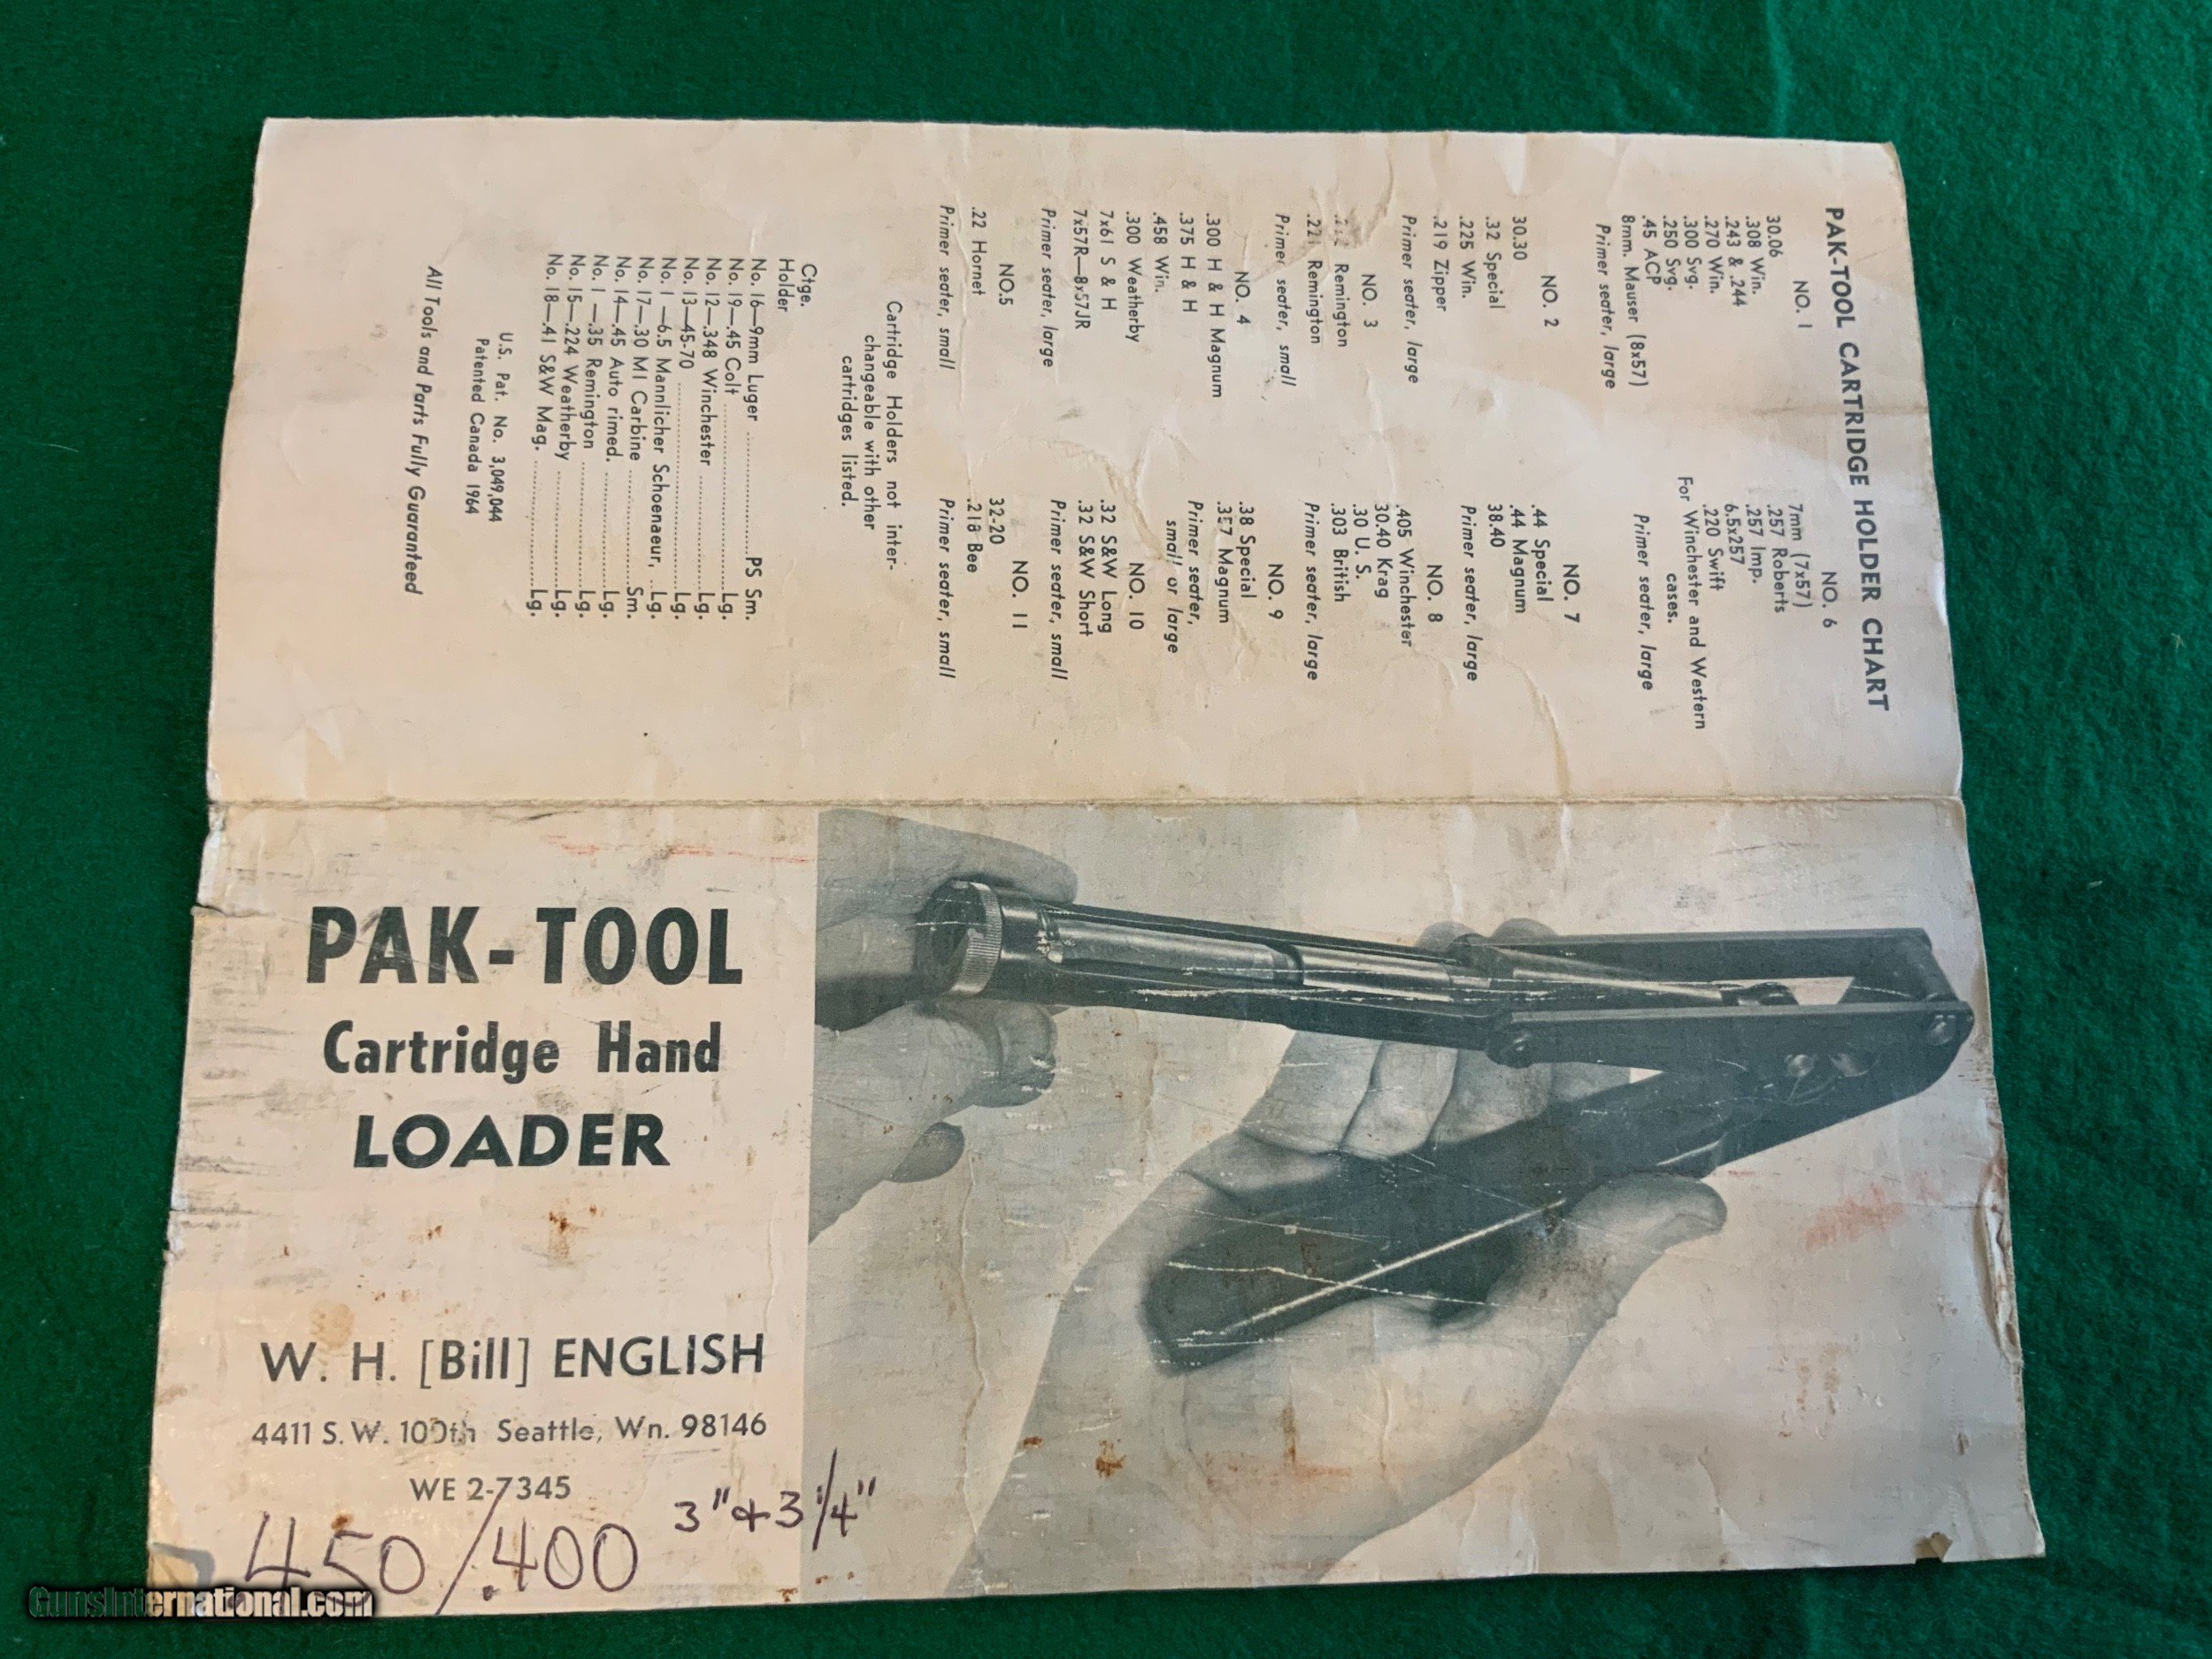 PAK-TOOL CARTRIDGE HOLDER CHART
NO. 1
30.06
.308 Win.
.243 & .244
.270 Win.
.300 Svg.
.250 Svg.
.45 ACP
8mm. Mauser (8x57)
Primer seater, large
NO. 2
30.30
.32 Special
.225 Win.
.219 Zipper
Primer seater, large
NO. 3
Remington
.221 Remington
Primer seater, small
NO. 4
.300 H & H Magnum
.375 H & H
.458 Win.
.300 Weatherby
7x61 S & H
7x57R—8x57JR
Primer seater, large
NO.5
.22 Hornet
Primer seater, small
NO. 6
7mm (7x57)
.257 Roberts
.257 Imp.
6.5x257
.220 Swift
For Winchester and Western
cases.
Primer seater, large
NO. 7
.44 Special
.44 Magnum
38.40
Primer seater, large
NO. 8
.405 Winchester
30.40 Krag
.30 U. S.
.303 British
Primer seater, large
NO. 9
.38 Special
.357 Magnum
Primer seater,
small or large
NO. 10
.32 S&W Long
.32 S&W Short
Primer seater, small
NO. 11
32-20
.218 Bee
Primer seater, small
Cartridge Holders not inter-
changeable with other
cartridges listed.
Ctge.
Holder
No. 16—9mm Luger ........ PS Sm.
No. 19—.45 Colt ........ Lg.
No. 12—.348 Winchester ........ Lg.
No. 13—45-70 ........ Lg.
No. 1 —6.5 Mannlicher Schoenaeur, .. Lg.
No. 17—.30 M1 Carbine ........ Sm.
No. 14—.45 Auto rimed. ........ Lg.
No. 1 —.35 Remington ........ Lg.
No. 15—.224 Weatherby ........ Lg.
No. 18—.41 S&W Mag. ........ Lg.
U.S. Pat. No. 3,049,044
Patented Canada 1964
All Tools and Parts Fully Guaranteed
PAK-TOOL
Cartridge Hand
LOADER
W. H. [Bill] ENGLISH
4411 S. W. 100th Seattle, Wn. 98146
WE 2-7345
.450/.400 3" & 3 1/4"
GunsInternational.com